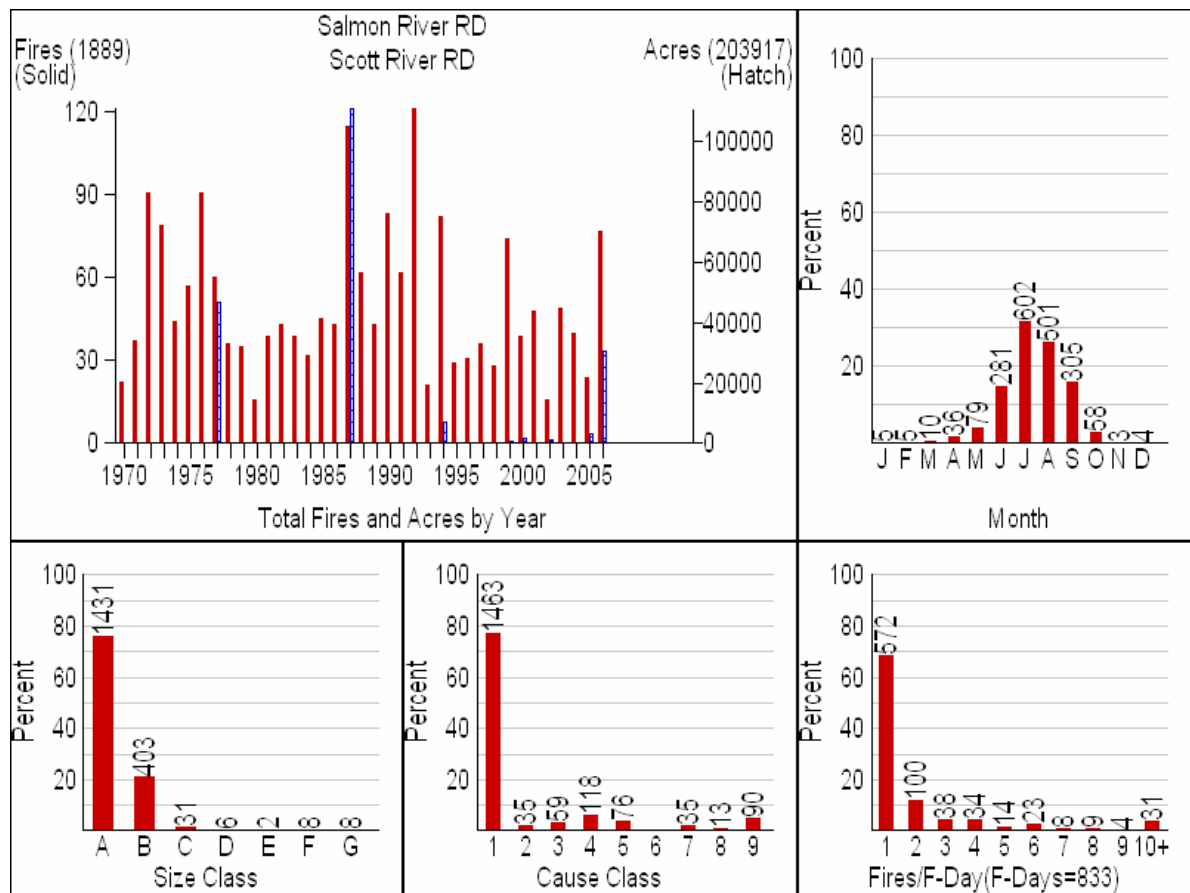 Salmon River RD
Scott River RD
Fires (1889)
(Solid)
Acres (203917)
(Hatch)
120
90
60
30
0
100000
80000
60000
40000
20000
0
1970 1975 1980 1985 1990 1995 2000 2005
Total Fires and Acres by Year
Percent
100
80
60
40
20
5 5 10 36 79 281 602 501 305 58 3 4
J F M A M J J A S O N D
Month
Percent
100
80
60
40
20
1431 403 31 6 2 8 8
A B C D E F G
Size Class
Percent
100
80
60
40
20
1463 35 59 118 76 35 13 90
1 2 3 4 5 6 7 8 9
Cause Class
Percent
100
80
60
40
20
572 100 38 34 14 23 8 9 4 31
1 2 3 4 5 6 7 8 9 10+
Fires/F-Day(F-Days=833)